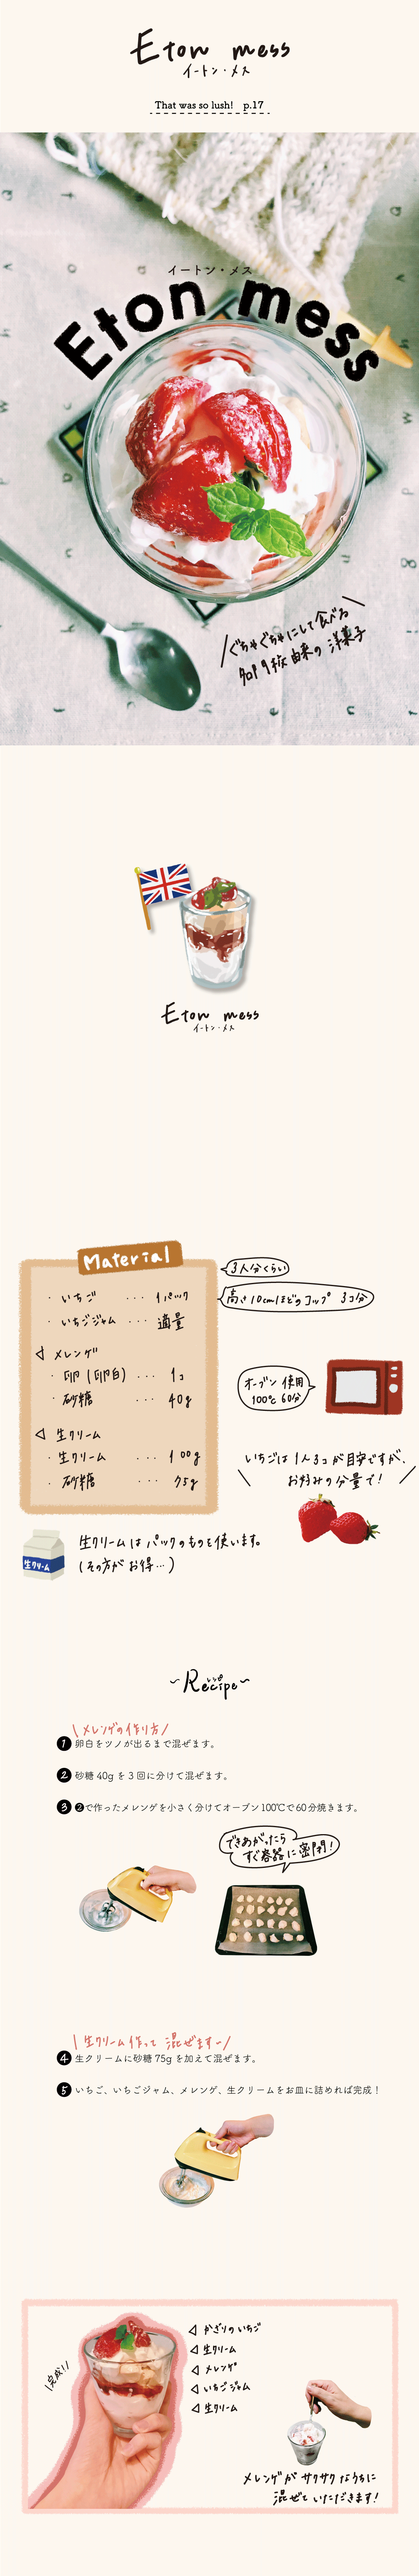 Eton mess
イートン・メス
That was so lush! p.17
イートン・メス
Eton mess
ぐちゃぐちゃにして食べる
名門校由来の洋菓子
Eton mess
イートン・メス
Material
・いちご ・・・ 1パック
・いちごジャム ・・・ 適量
◁ メレンゲ
・卵(卵白) ・・・ 1コ
・砂糖 ・・・ 40g
◁ 生クリーム
・生クリーム ・・・ 100g
・砂糖 ・・・ 75g
3人分くらい
高さ10cmほどのコップ 3コ分
オーブン使用
100℃ 60分
いちごは1人3コが目安ですが、
お好みの分量で!
生クリーム
生クリームはパックのものを使います。
(その方がお得…)
~Recipe~
レシピ
\メレンゲの作り方/
1 卵白をツノが出るまで混ぜます。
2 砂糖 40g を3回に分けて混ぜます。
3 ❷で作ったメレンゲを小さく分けてオーブン100℃で60分焼きます。
できあがったら
すぐ容器に密閉!
\生クリーム作って 混ぜます〜/
4 生クリームに砂糖 75g を加えて混ぜます。
5 いちご、いちごジャム、メレンゲ、生クリームをお皿に詰めれば完成!
\完成!/
◁ かざりのいちご
◁ 生クリーム
◁ メレンゲ
◁ いちごジャム
◁ 生クリーム
メレンゲがサクサクなうちに
混ぜていただきます!